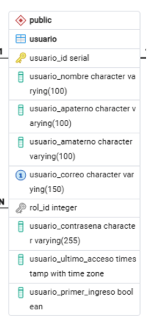 public
usuario
usuario_id serial
usuario_nombre character va
rying(100)
usuario_apaterno character v
arying(100)
usuario_amaterno character
varying(100)
usuario_correo character var
ying(150)
rol_id integer
usuario_contrasena characte
r varying(255)
usuario_ultimo_acceso times
tamp with time zone
N
usuario_primer_ingreso bool
ean